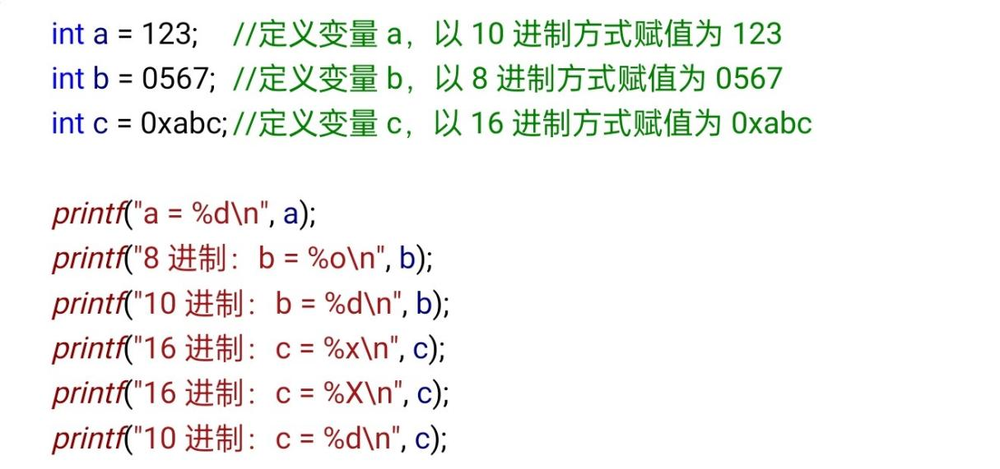 int a = 123;    //定义变量 a，以 10 进制方式赋值为 123
int b = 0567;  //定义变量 b，以 8 进制方式赋值为 0567
int c = 0xabc; //定义变量 c，以 16 进制方式赋值为 0xabc
printf("a = %d\n", a);
printf("8 进制：b = %o\n", b);
printf("10 进制：b = %d\n", b);
printf("16 进制：c = %x\n", c);
printf("16 进制：c = %X\n", c);
printf("10 进制：c = %d\n", c);